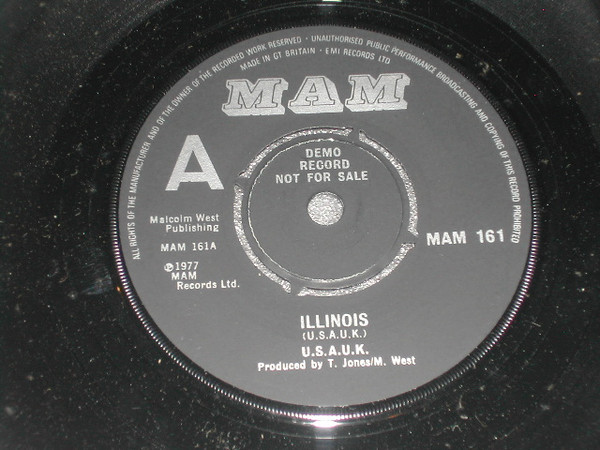 ALL RIGHTS OF THE MANUFACTURER AND OF THE OWNER OF THE RECORDED WORK RESERVED · UNAUTHORISED PUBLIC PERFORMANCE BROADCASTING AND COPYING OF THIS RECORD PROHIBITED
MADE IN GT BRITAIN · EMI RECORDS LTD
MAM
A
DEMO
RECORD
NOT FOR SALE
Malcolm West
Publishing
MAM 161A
MAM 161
℗1977
MAM
Records Ltd.
ILLINOIS
(U.S.A.U.K.)
U.S.A.U.K.
Produced by T. Jones/M. West